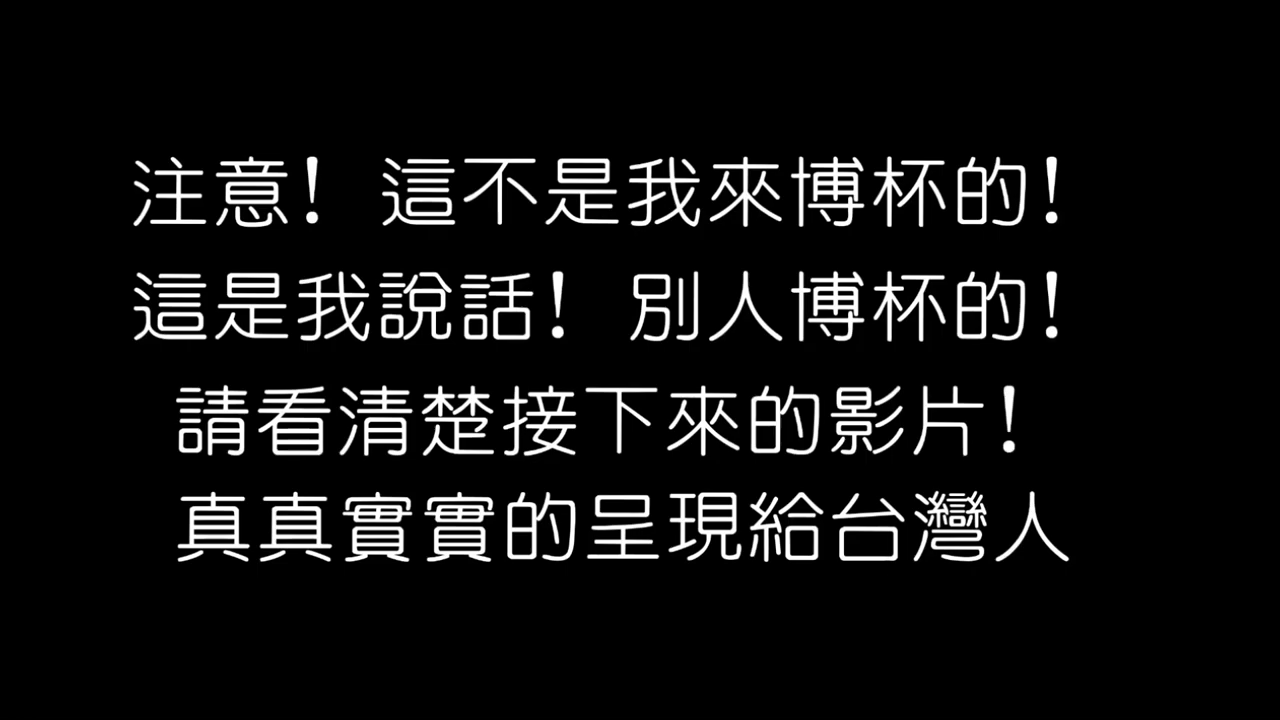 注意！這不是我來博杯的！
這是我說話！別人博杯的！
請看清楚接下來的影片！
真真實實的呈現給台灣人